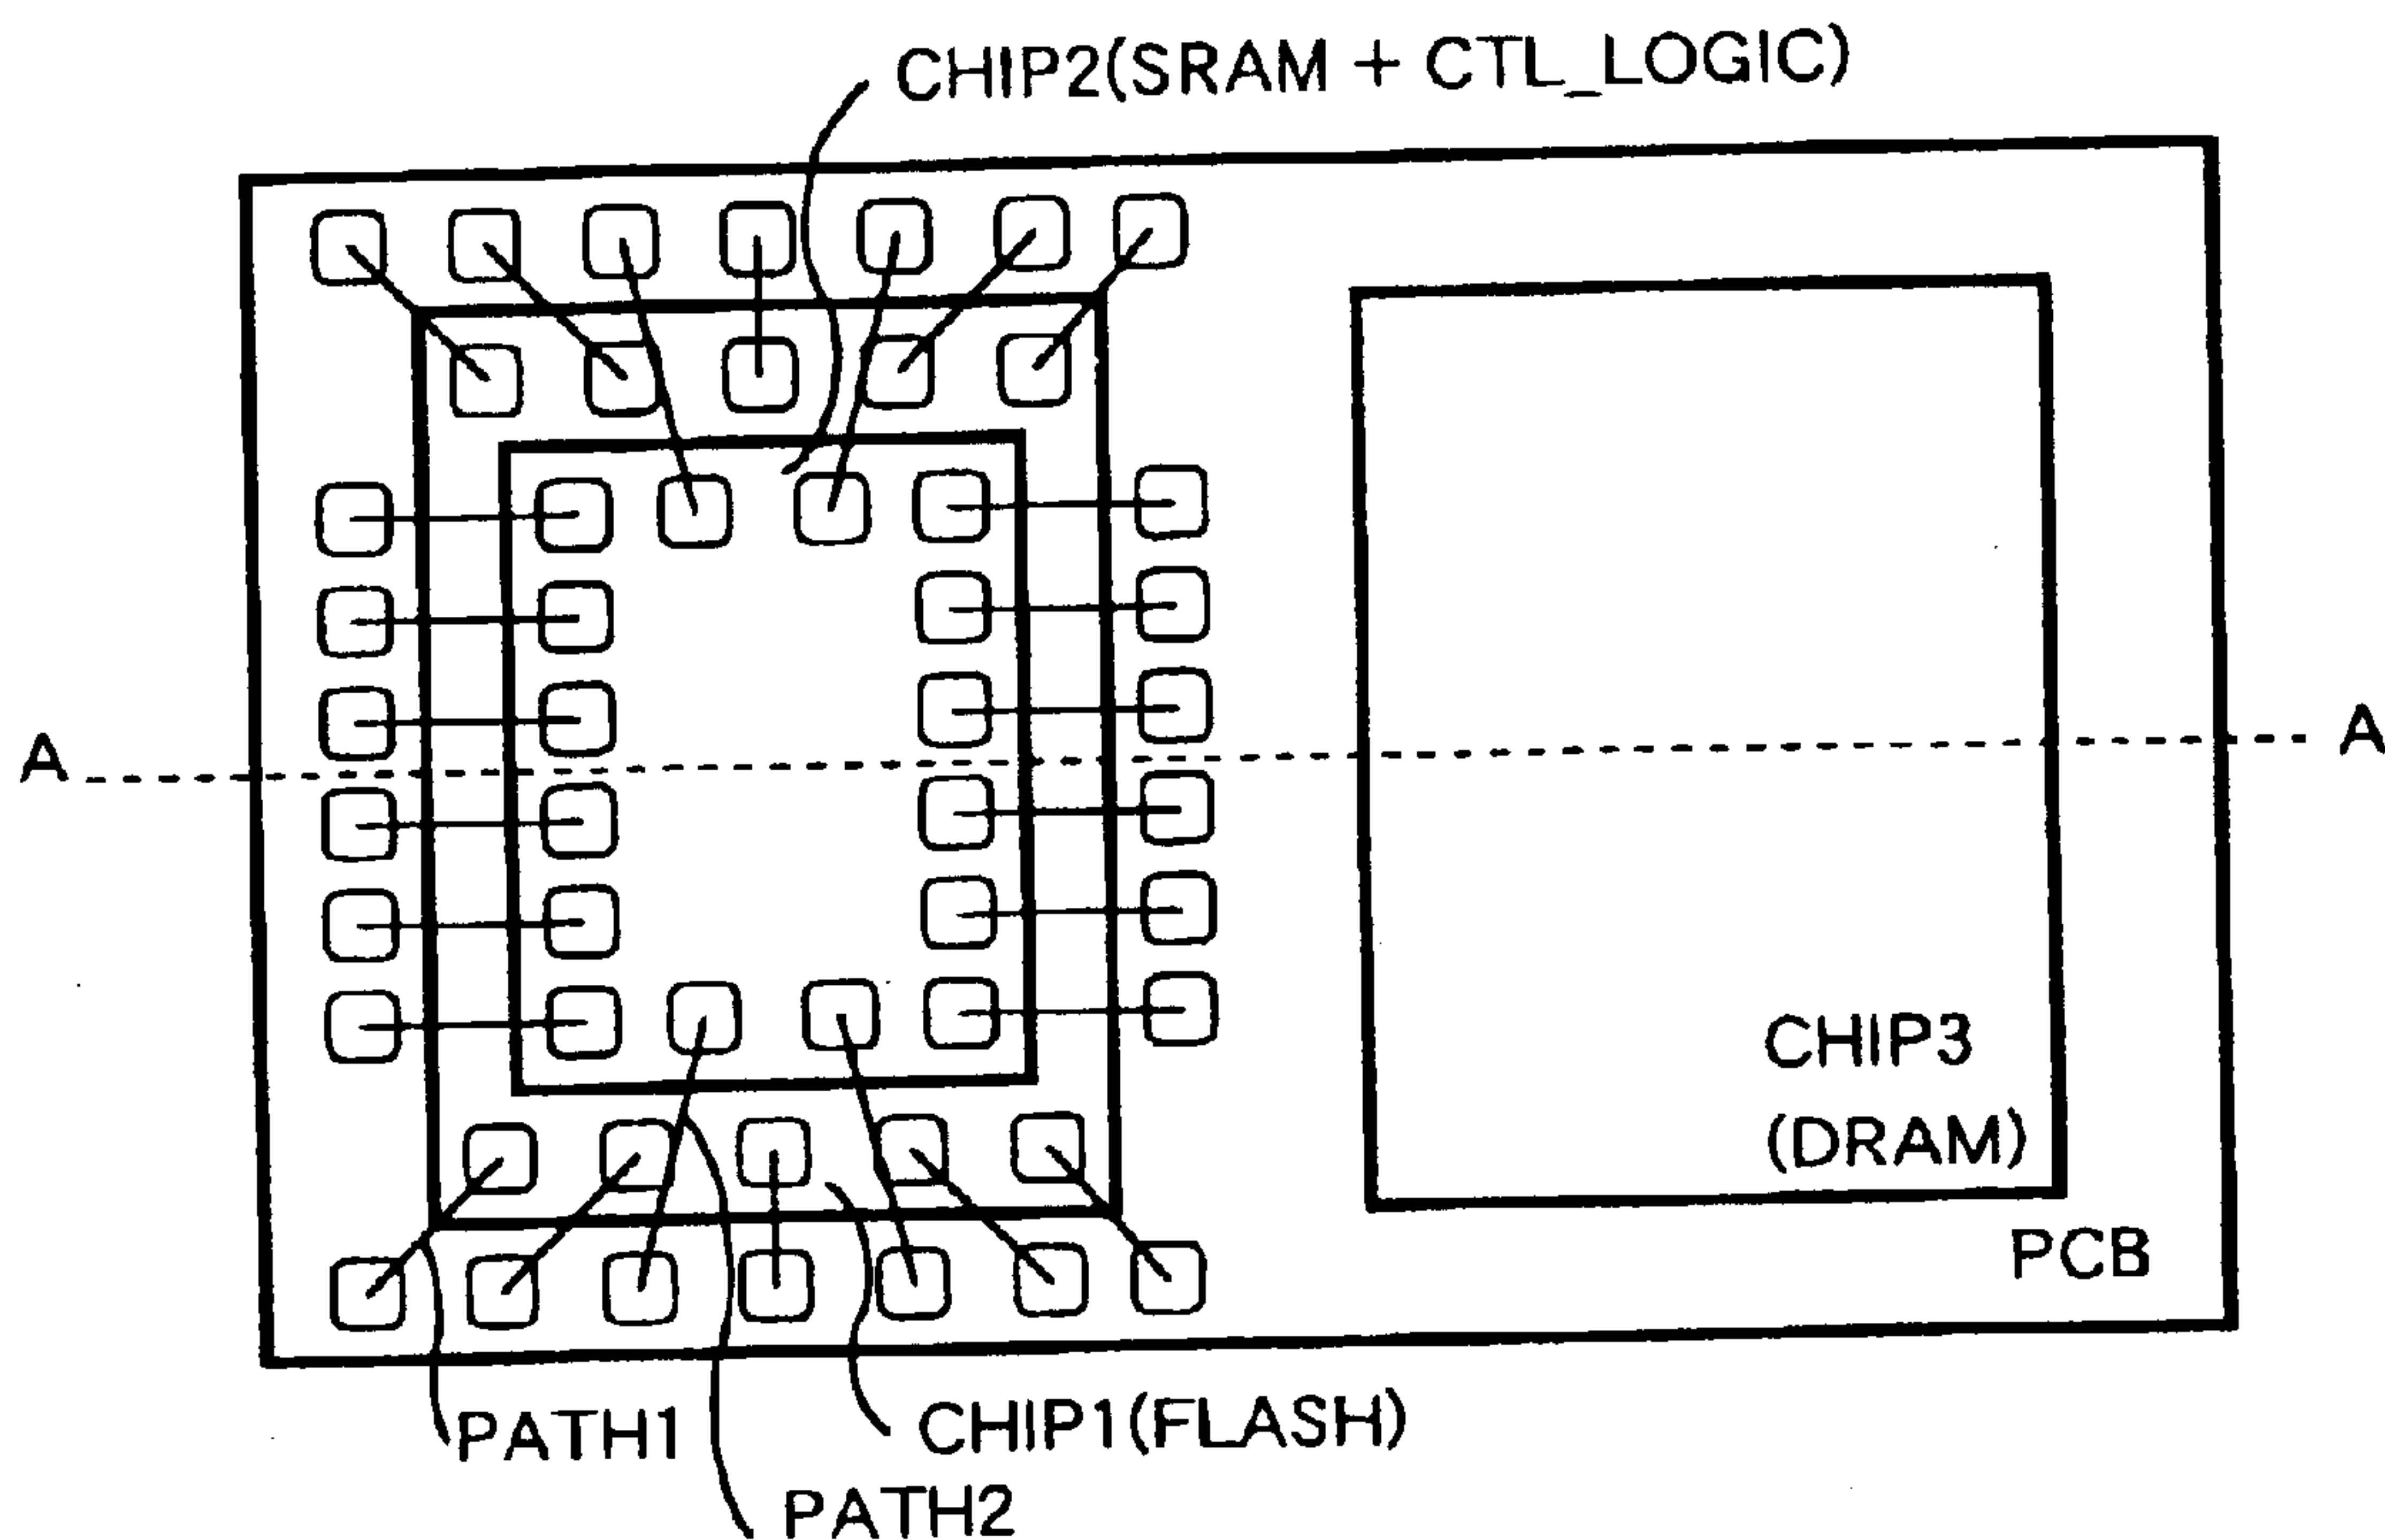 CHIP2(SRAM + CTL_LOGIC)
A
A
CHIP3
(DRAM)
PCB
PATH1
CHIP1(FLASH)
PATH2